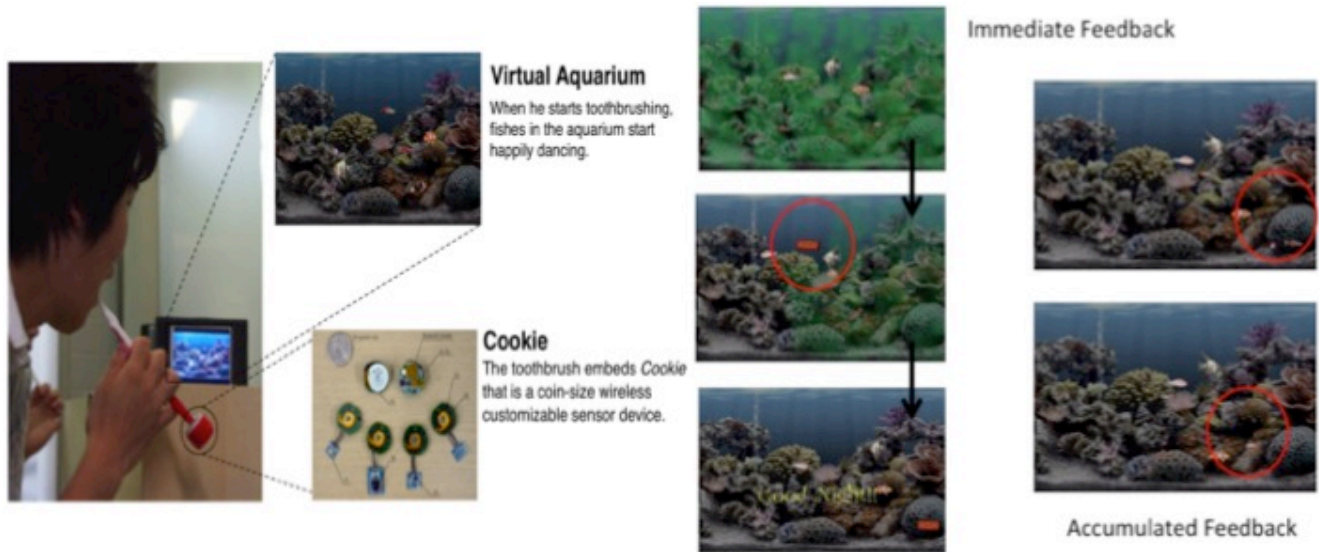 Virtual Aquarium
When he starts toothbrushing,
fishes in the aquarium start
happily dancing.
Cookie
The toothbrush embeds Cookie
that is a coin-size wireless
customizable sensor device.
Good Night!!
Immediate Feedback
Accumulated Feedback